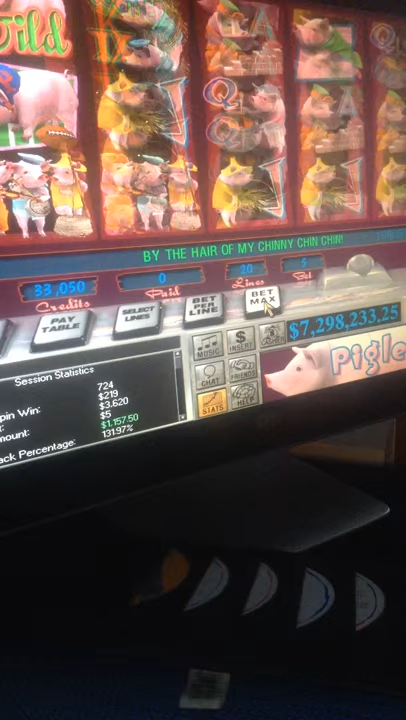 Wild
BY THE HAIR OF MY CHINNY CHIN CHIN!
33,050
0
20
5
Credits
Paid
Lines
Bet
PAY TABLE
SELECT LINES
BET PER LINE
BET MAX
$7,298,233.25
MUSIC
INSERT
CHAT
FRIENDS
STATS
HELP
Pigle
Session Statistics
724
pin Win:
$219
$3,620
$5
mount:
$1,157.50
ack Percentage:
131.97%